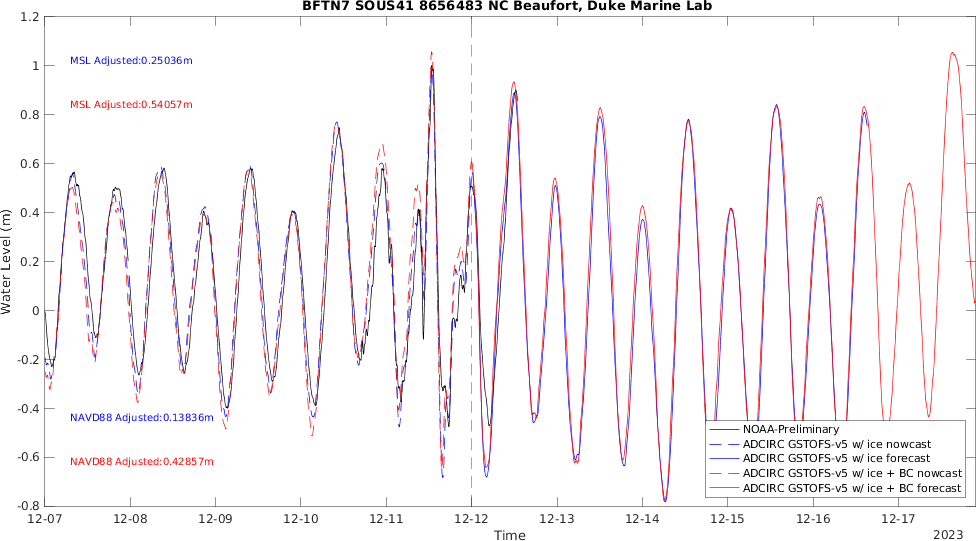 BFTN7 SOUS41 8656483 NC Beaufort, Duke Marine Lab
1.2
1
0.8
0.6
0.4
0.2
0
-0.2
-0.4
-0.6
-0.8
Water Level (m)
MSL Adjusted:0.25036m
MSL Adjusted:0.54057m
NAVD88 Adjusted:0.13836m
NAVD88 Adjusted:0.42857m
NOAA-Preliminary
ADCIRC GSTOFS-v5 w/ ice nowcast
ADCIRC GSTOFS-v5 w/ ice forecast
ADCIRC GSTOFS-v5 w/ ice + BC nowcast
ADCIRC GSTOFS-v5 w/ ice + BC forecast
12-07 12-08 12-09 12-10 12-11 12-12 12-13 12-14 12-15 12-16 12-17
Time
2023